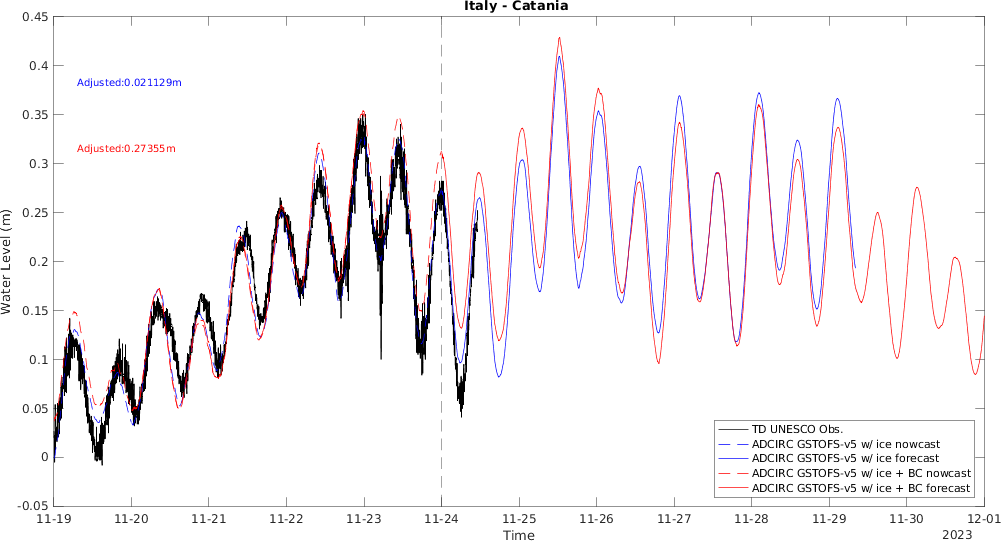 Italy - Catania
0.45
0.4
0.35
0.3
0.25
0.2
0.15
0.1
0.05
0
-0.05
Water Level (m)
Adjusted:0.021129m
Adjusted:0.27355m
TD UNESCO Obs.
ADCIRC GSTOFS-v5 w/ ice nowcast
ADCIRC GSTOFS-v5 w/ ice forecast
ADCIRC GSTOFS-v5 w/ ice + BC nowcast
ADCIRC GSTOFS-v5 w/ ice + BC forecast
11-19 11-20 11-21 11-22 11-23 11-24 11-25 11-26 11-27 11-28 11-29 11-30 12-01
Time
2023